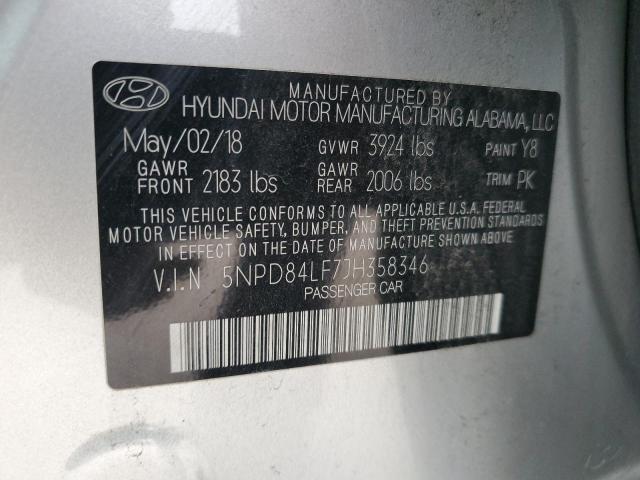 MANUFACTURED BY
HYUNDAI MOTOR MANUFACTURING ALABAMA, LLC
May/02/18 GVWR 3924 lbs PAINT Y8
GAWR FRONT 2183 lbs GAWR REAR 2006 lbs TRIM PK
THIS VEHICLE CONFORMS TO ALL APPLICABLE U.S.A. FEDERAL
MOTOR VEHICLE SAFETY, BUMPER, AND THEFT PREVENTION STANDARDS
IN EFFECT ON THE DATE OF MANUFACTURE SHOWN ABOVE.
V.I.N 5NPD84LF7JH358346
PASSENGER CAR